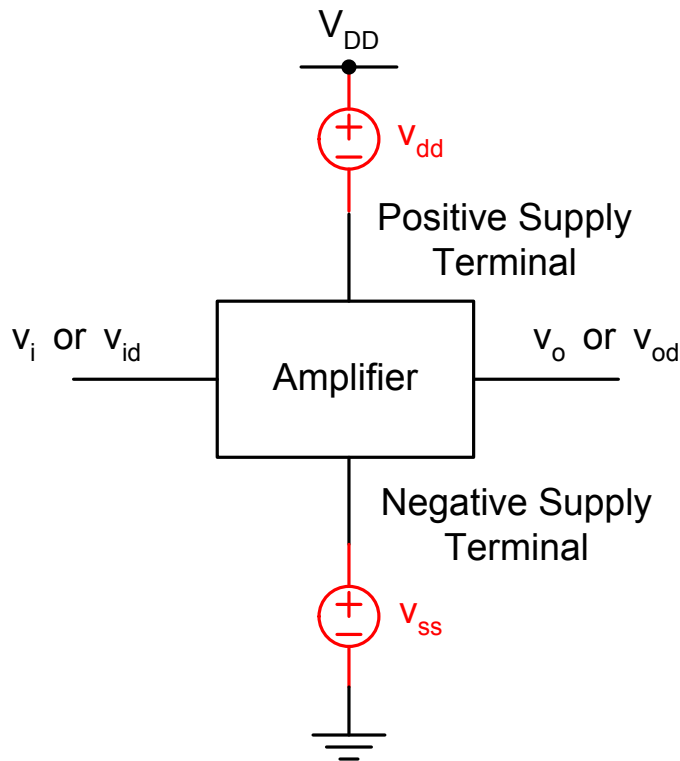 VDD
+
− vdd
Positive Supply
Terminal
vi or vid
Amplifier
vo or vod
Negative Supply
Terminal
+
− vss